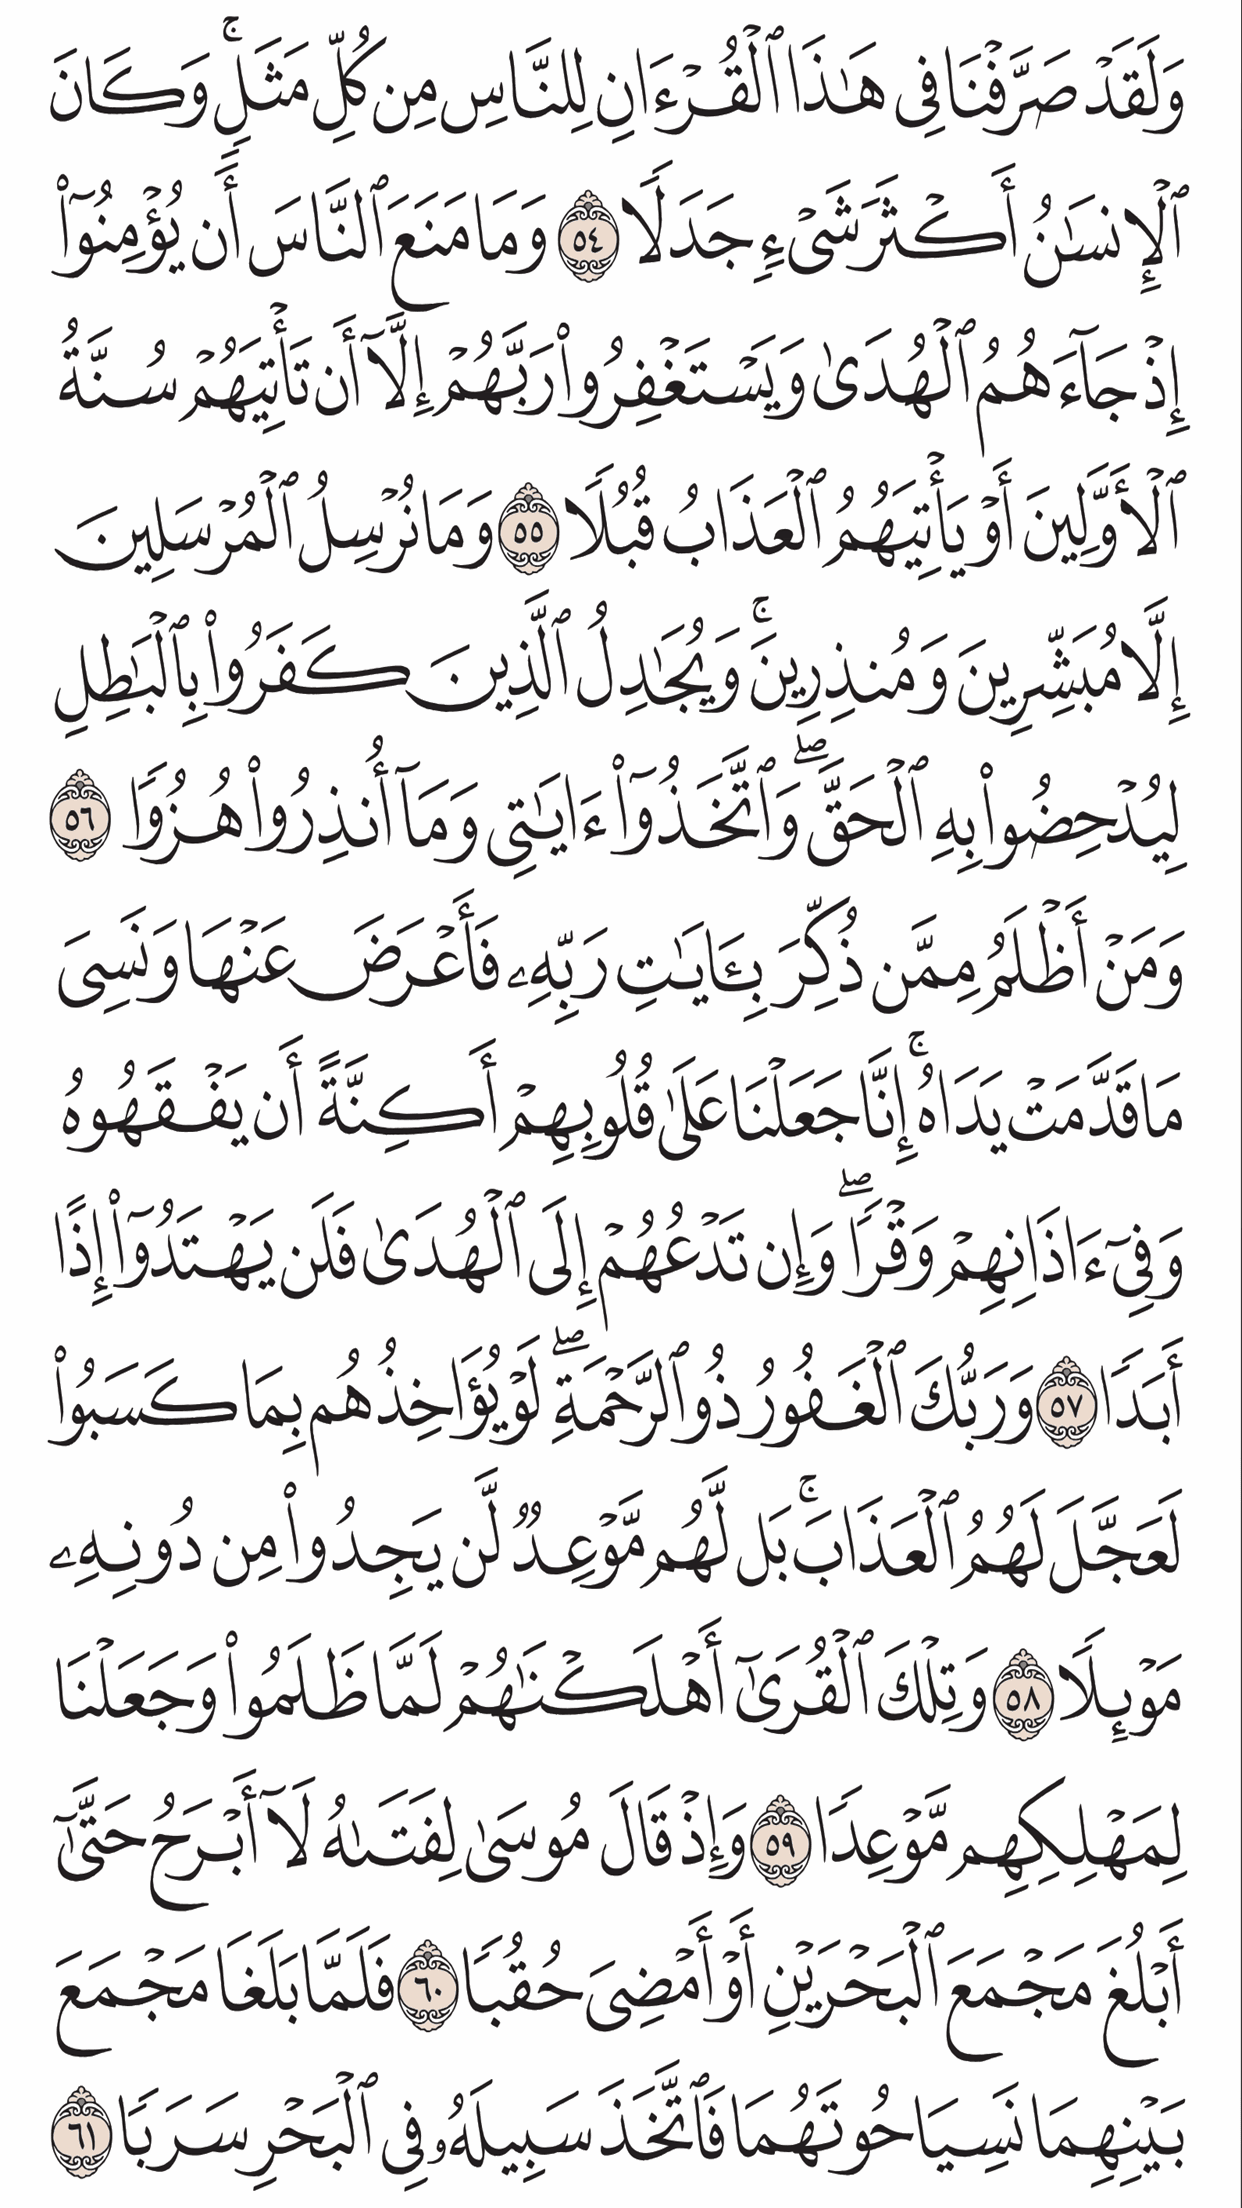 وَلَقَدْ صَرَّفْنَا فِى هَـٰذَا ٱلْقُرْءَانِ لِلنَّاسِ مِن كُلِّ مَثَلٍۚ وَكَانَ
ٱلْإِنسَـٰنُ أَكْثَرَ شَىْءٍ جَدَلًا ٥٤ وَمَا مَنَعَ ٱلنَّاسَ أَن يُؤْمِنُوٓا۟
إِذْ جَآءَهُمُ ٱلْهُدَىٰ وَيَسْتَغْفِرُوا۟ رَبَّهُمْ إِلَّآ أَن تَأْتِيَهُمْ سُنَّةُ
ٱلْأَوَّلِينَ أَوْ يَأْتِيَهُمُ ٱلْعَذَابُ قُبُلًا ٥٥ وَمَا نُرْسِلُ ٱلْمُرْسَلِينَ
إِلَّا مُبَشِّرِينَ وَمُنذِرِينَۚ وَيُجَـٰدِلُ ٱلَّذِينَ كَفَرُوا۟ بِٱلْبَـٰطِلِ
لِيُدْحِضُوا۟ بِهِ ٱلْحَقَّۖ وَٱتَّخَذُوٓا۟ ءَايَـٰتِى وَمَآ أُنذِرُوا۟ هُزُوًا ٥٦
وَمَنْ أَظْلَمُ مِمَّن ذُكِّرَ بِـَٔايَـٰتِ رَبِّهِۦ فَأَعْرَضَ عَنْهَا وَنَسِىَ
مَا قَدَّمَتْ يَدَاهُۚ إِنَّا جَعَلْنَا عَلَىٰ قُلُوبِهِمْ أَكِنَّةً أَن يَفْقَهُوهُ
وَفِىٓ ءَاذَانِهِمْ وَقْرًاۖ وَإِن تَدْعُهُمْ إِلَى ٱلْهُدَىٰ فَلَن يَهْتَدُوٓا۟ إِذًا
أَبَدًا ٥٧ وَرَبُّكَ ٱلْغَفُورُ ذُو ٱلرَّحْمَةِۖ لَوْ يُؤَاخِذُهُم بِمَا كَسَبُوا۟
لَعَجَّلَ لَهُمُ ٱلْعَذَابَۚ بَل لَّهُم مَّوْعِدٌ لَّن يَجِدُوا۟ مِن دُونِهِۦ
مَوْئِلًا ٥٨ وَتِلْكَ ٱلْقُرَىٰٓ أَهْلَكْنَـٰهُمْ لَمَّا ظَلَمُوا۟ وَجَعَلْنَا
لِمَهْلِكِهِم مَّوْعِدًا ٥٩ وَإِذْ قَالَ مُوسَىٰ لِفَتَىٰهُ لَآ أَبْرَحُ حَتَّىٰٓ
أَبْلُغَ مَجْمَعَ ٱلْبَحْرَيْنِ أَوْ أَمْضِىَ حُقُبًا ٦٠ فَلَمَّا بَلَغَا مَجْمَعَ
بَيْنِهِمَا نَسِيَا حُوتَهُمَا فَٱتَّخَذَ سَبِيلَهُۥ فِى ٱلْبَحْرِ سَرَبًا ٦١